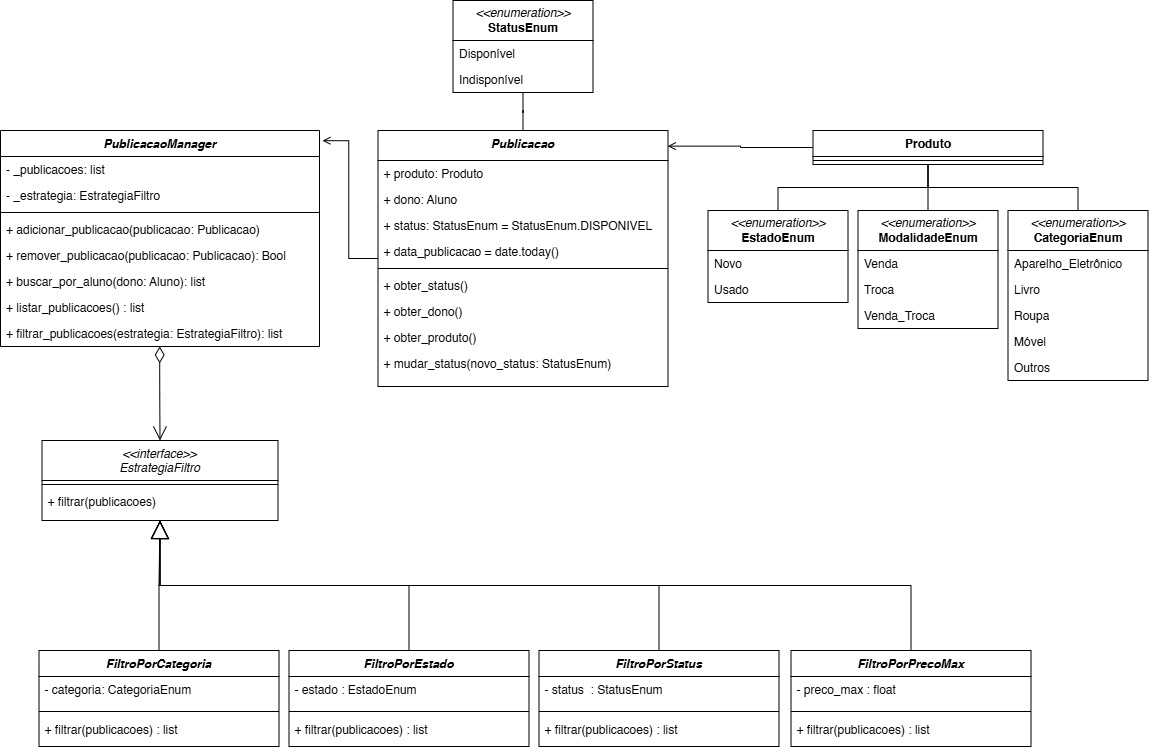 <<enumeration>>
StatusEnum
Disponível
Indisponível
PublicacaoManager
- _publicacoes: list
- _estrategia: EstrategiaFiltro
+ adicionar_publicacao(publicacao: Publicacao)
+ remover_publicacao(publicacao: Publicacao): Bool
+ buscar_por_aluno(dono: Aluno): list
+ listar_publicacoes() : list
+ filtrar_publicacoes(estrategia: EstrategiaFiltro): list
Publicacao
+ produto: Produto
+ dono: Aluno
+ status: StatusEnum = StatusEnum.DISPONIVEL
+ data_publicacao = date.today()
+ obter_status()
+ obter_dono()
+ obter_produto()
+ mudar_status(novo_status: StatusEnum)
Produto
<<enumeration>>
EstadoEnum
Novo
Usado
<<enumeration>>
ModalidadeEnum
Venda
Troca
Venda_Troca
<<enumeration>>
CategoriaEnum
Aparelho_Eletrônico
Livro
Roupa
Móvel
Outros
<<interface>>
EstrategiaFiltro
+ filtrar(publicacoes)
FiltroPorCategoria
- categoria: CategoriaEnum
+ filtrar(publicacoes) : list
FiltroPorEstado
- estado : EstadoEnum
+ filtrar(publicacoes) : list
FiltroPorStatus
- status  : StatusEnum
+ filtrar(publicacoes) : list
FiltroPorPrecoMax
- preco_max : float
+ filtrar(publicacoes) : list